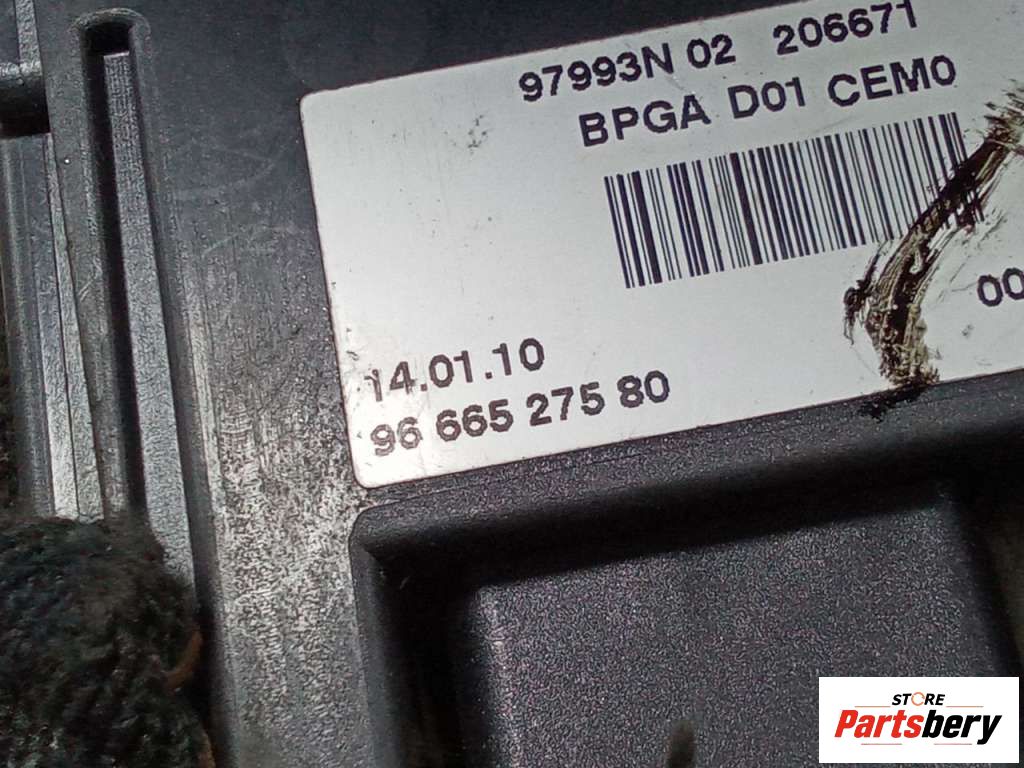 97993N 02 206671
BPGA D01 CEM0
00
14.01.10
96 665 275 80
STORE
Partsbery